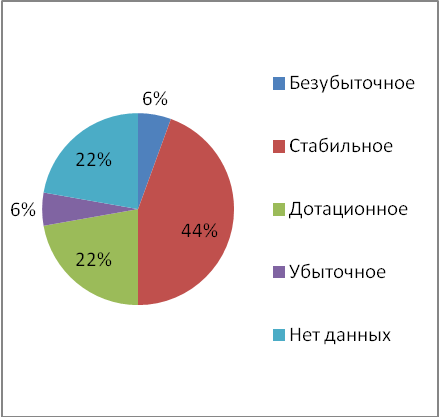 6%
44%
22%
6%
22%
Безубыточное
Стабильное
Дотационное
Убыточное
Нет данных